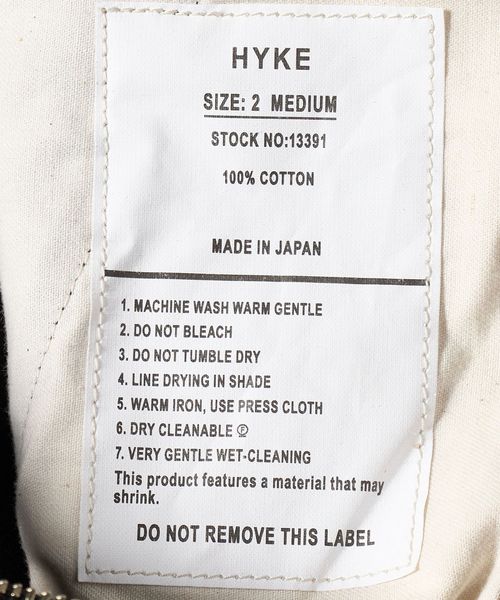 HYKE
SIZE: 2 MEDIUM
STOCK NO:13391
100% COTTON
MADE IN JAPAN
1. MACHINE WASH WARM GENTLE
2. DO NOT BLEACH
3. DO NOT TUMBLE DRY
4. LINE DRYING IN SHADE
5. WARM IRON, USE PRESS CLOTH
6. DRY CLEANABLE Ⓕ
7. VERY GENTLE WET-CLEANING
This product features a material that may
shrink.
DO NOT REMOVE THIS LABEL